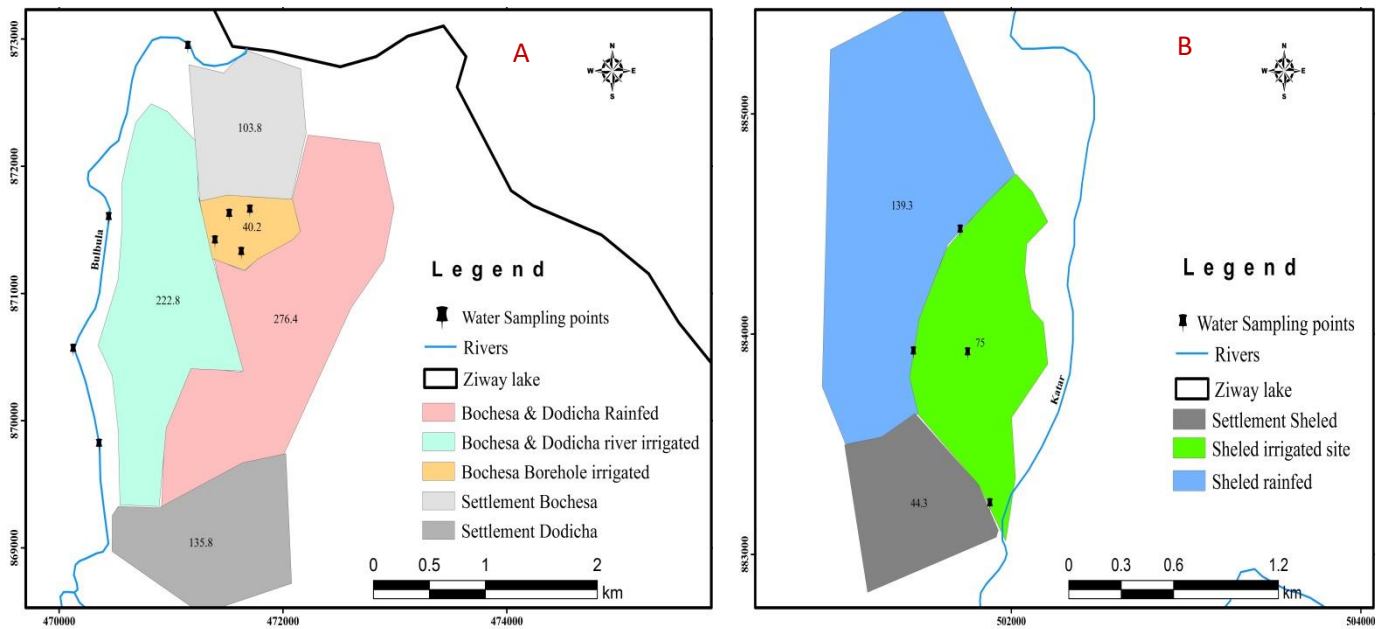 A
N
W
E
S
873000
872000
871000
870000
869000
470000
472000
474000
Bulbula
103.8
40.2
222.8
276.4
135.8
Legend
Water Sampling points
Rivers
Ziway lake
Bochesa & Dodicha Rainfed
Bochesa & Dodicha river irrigated
Bochesa Borehole irrigated
Settlement Bochesa
Settlement Dodicha
0 0.5 1 2
km
B
N
W
E
S
885000
884000
883000
502000
504000
139.3
75
44.3
Katar
Legend
Water Sampling points
Rivers
Ziway lake
Settlement Sheled
Sheled irrigated site
Sheled rainfed
0 0.3 0.6 1.2
km